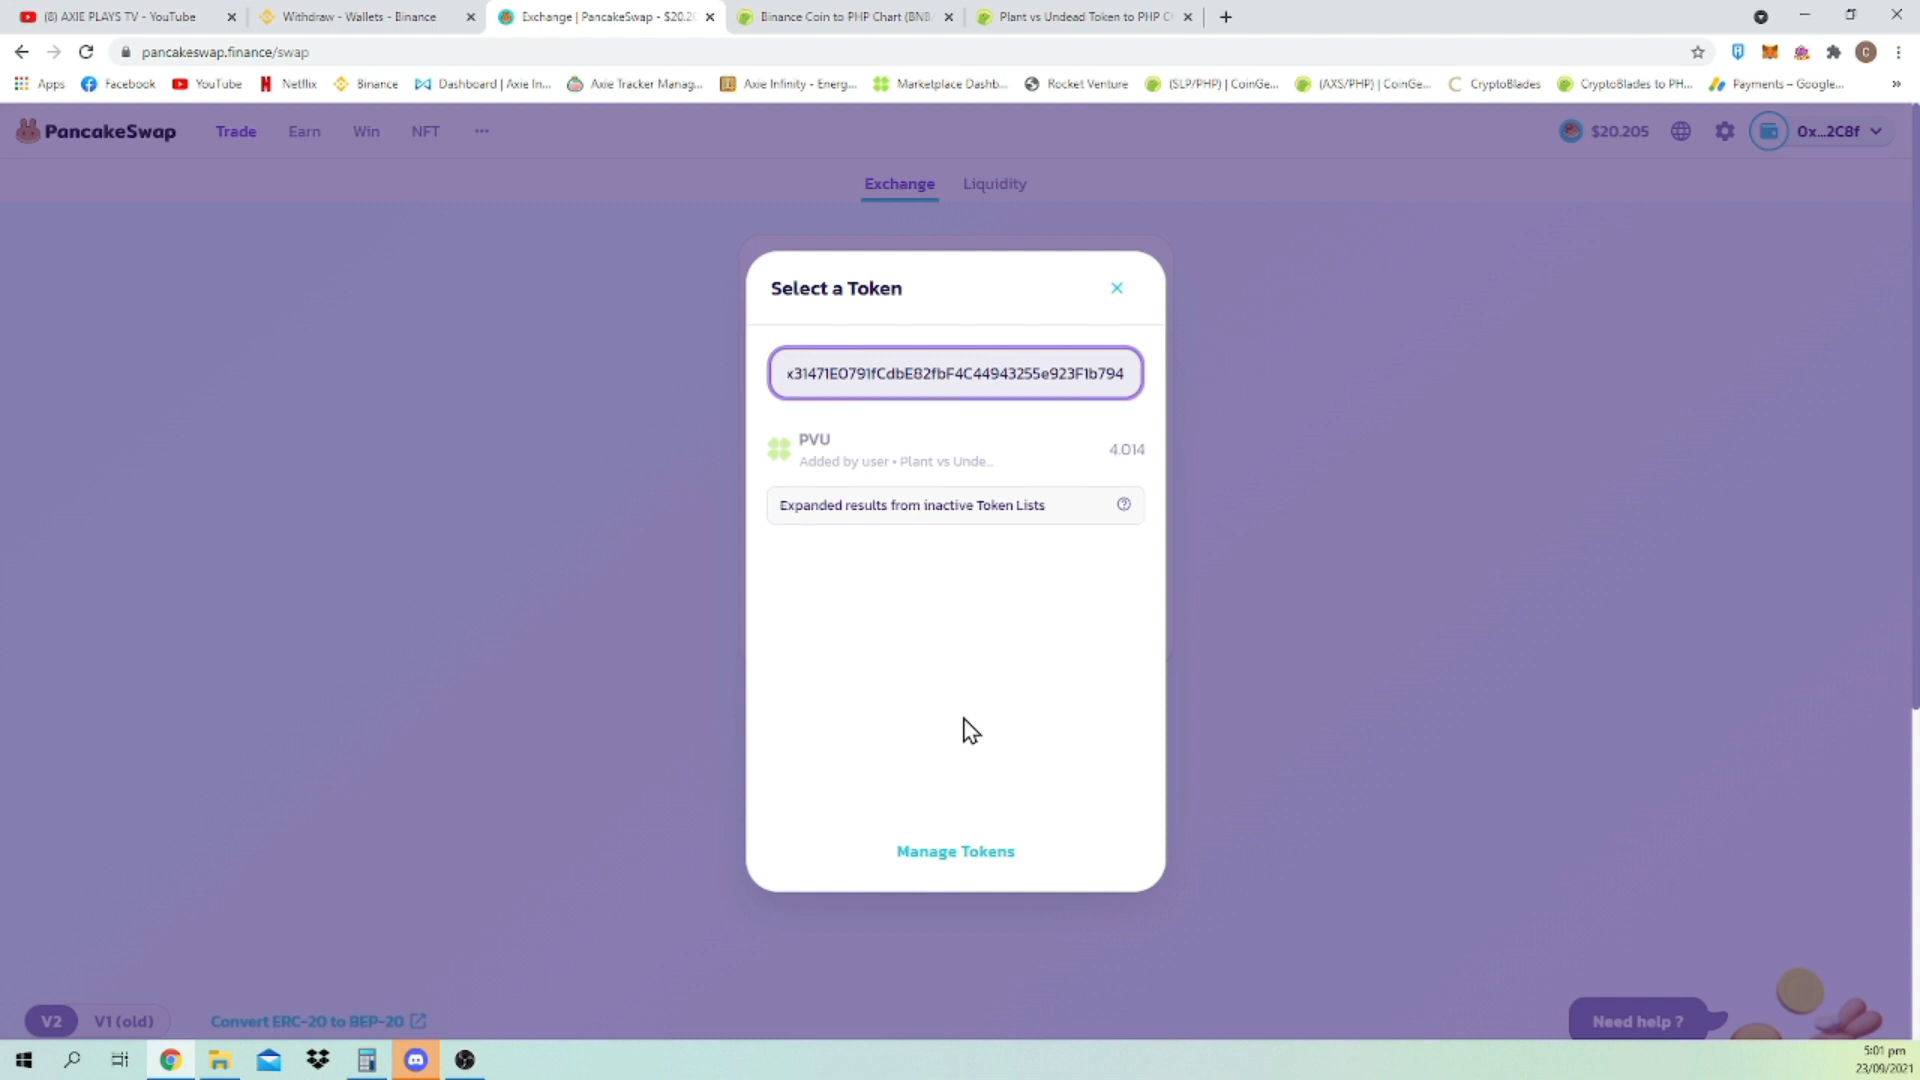 (8) AXIE PLAYS TV - YouTube
Withdraw - Wallets - Binance
Exchange | PancakeSwap - $20.2
Binance Coin to PHP Chart (BNB/
Plant vs Undead Token to PHP C
pancakeswap.finance/swap
Apps
Facebook
YouTube
Netflix
Binance
Dashboard | Axie In...
Axie Tracker Manag...
Axie Infinity - Energ...
Marketplace Dashb...
Rocket Venture
(SLP/PHP) | CoinGe...
(AXS/PHP) | CoinGe...
CryptoBlades
CryptoBlades to PH...
Payments – Google...
»
PancakeSwap
Trade
Earn
Win
NFT
...
$20.205
0x...2C8f
Exchange
Liquidity
Select a Token
x31471E0791fCdbE82fbF4C44943255e923F1b794
PVU
Added by user • Plant vs Unde...
4.014
Expanded results from inactive Token Lists
Manage Tokens
V2
V1 (old)
Convert ERC-20 to BEP-20
Need help ?
5:01 pm
23/09/2021